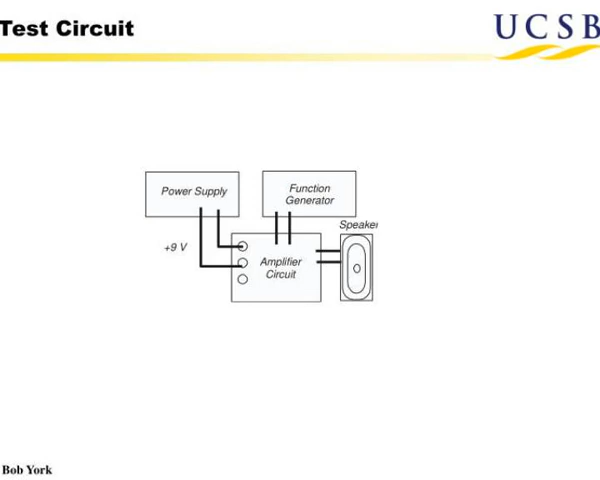 Test Circuit
UCSB
Power Supply
Function
Generator
Speaker
+9 V
Amplifier
Circuit
Bob York